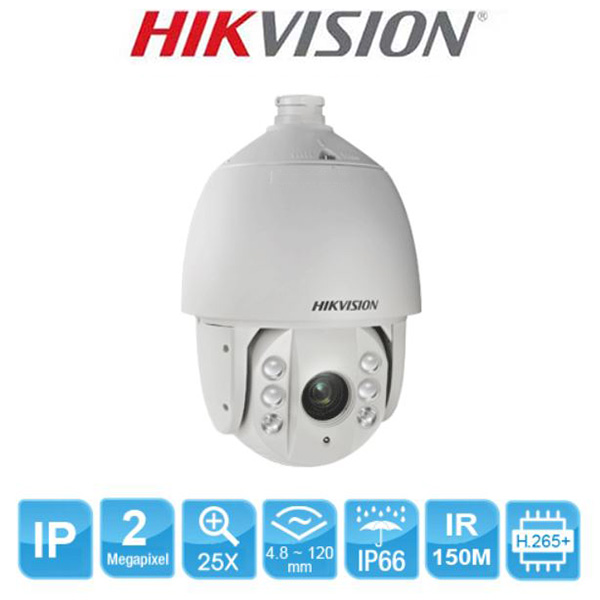 HIKVISION®
HIKVISION
IP
2
Megapixel
25X
4.8 ~ 120
mm
IP66
IR
150M
H.265+